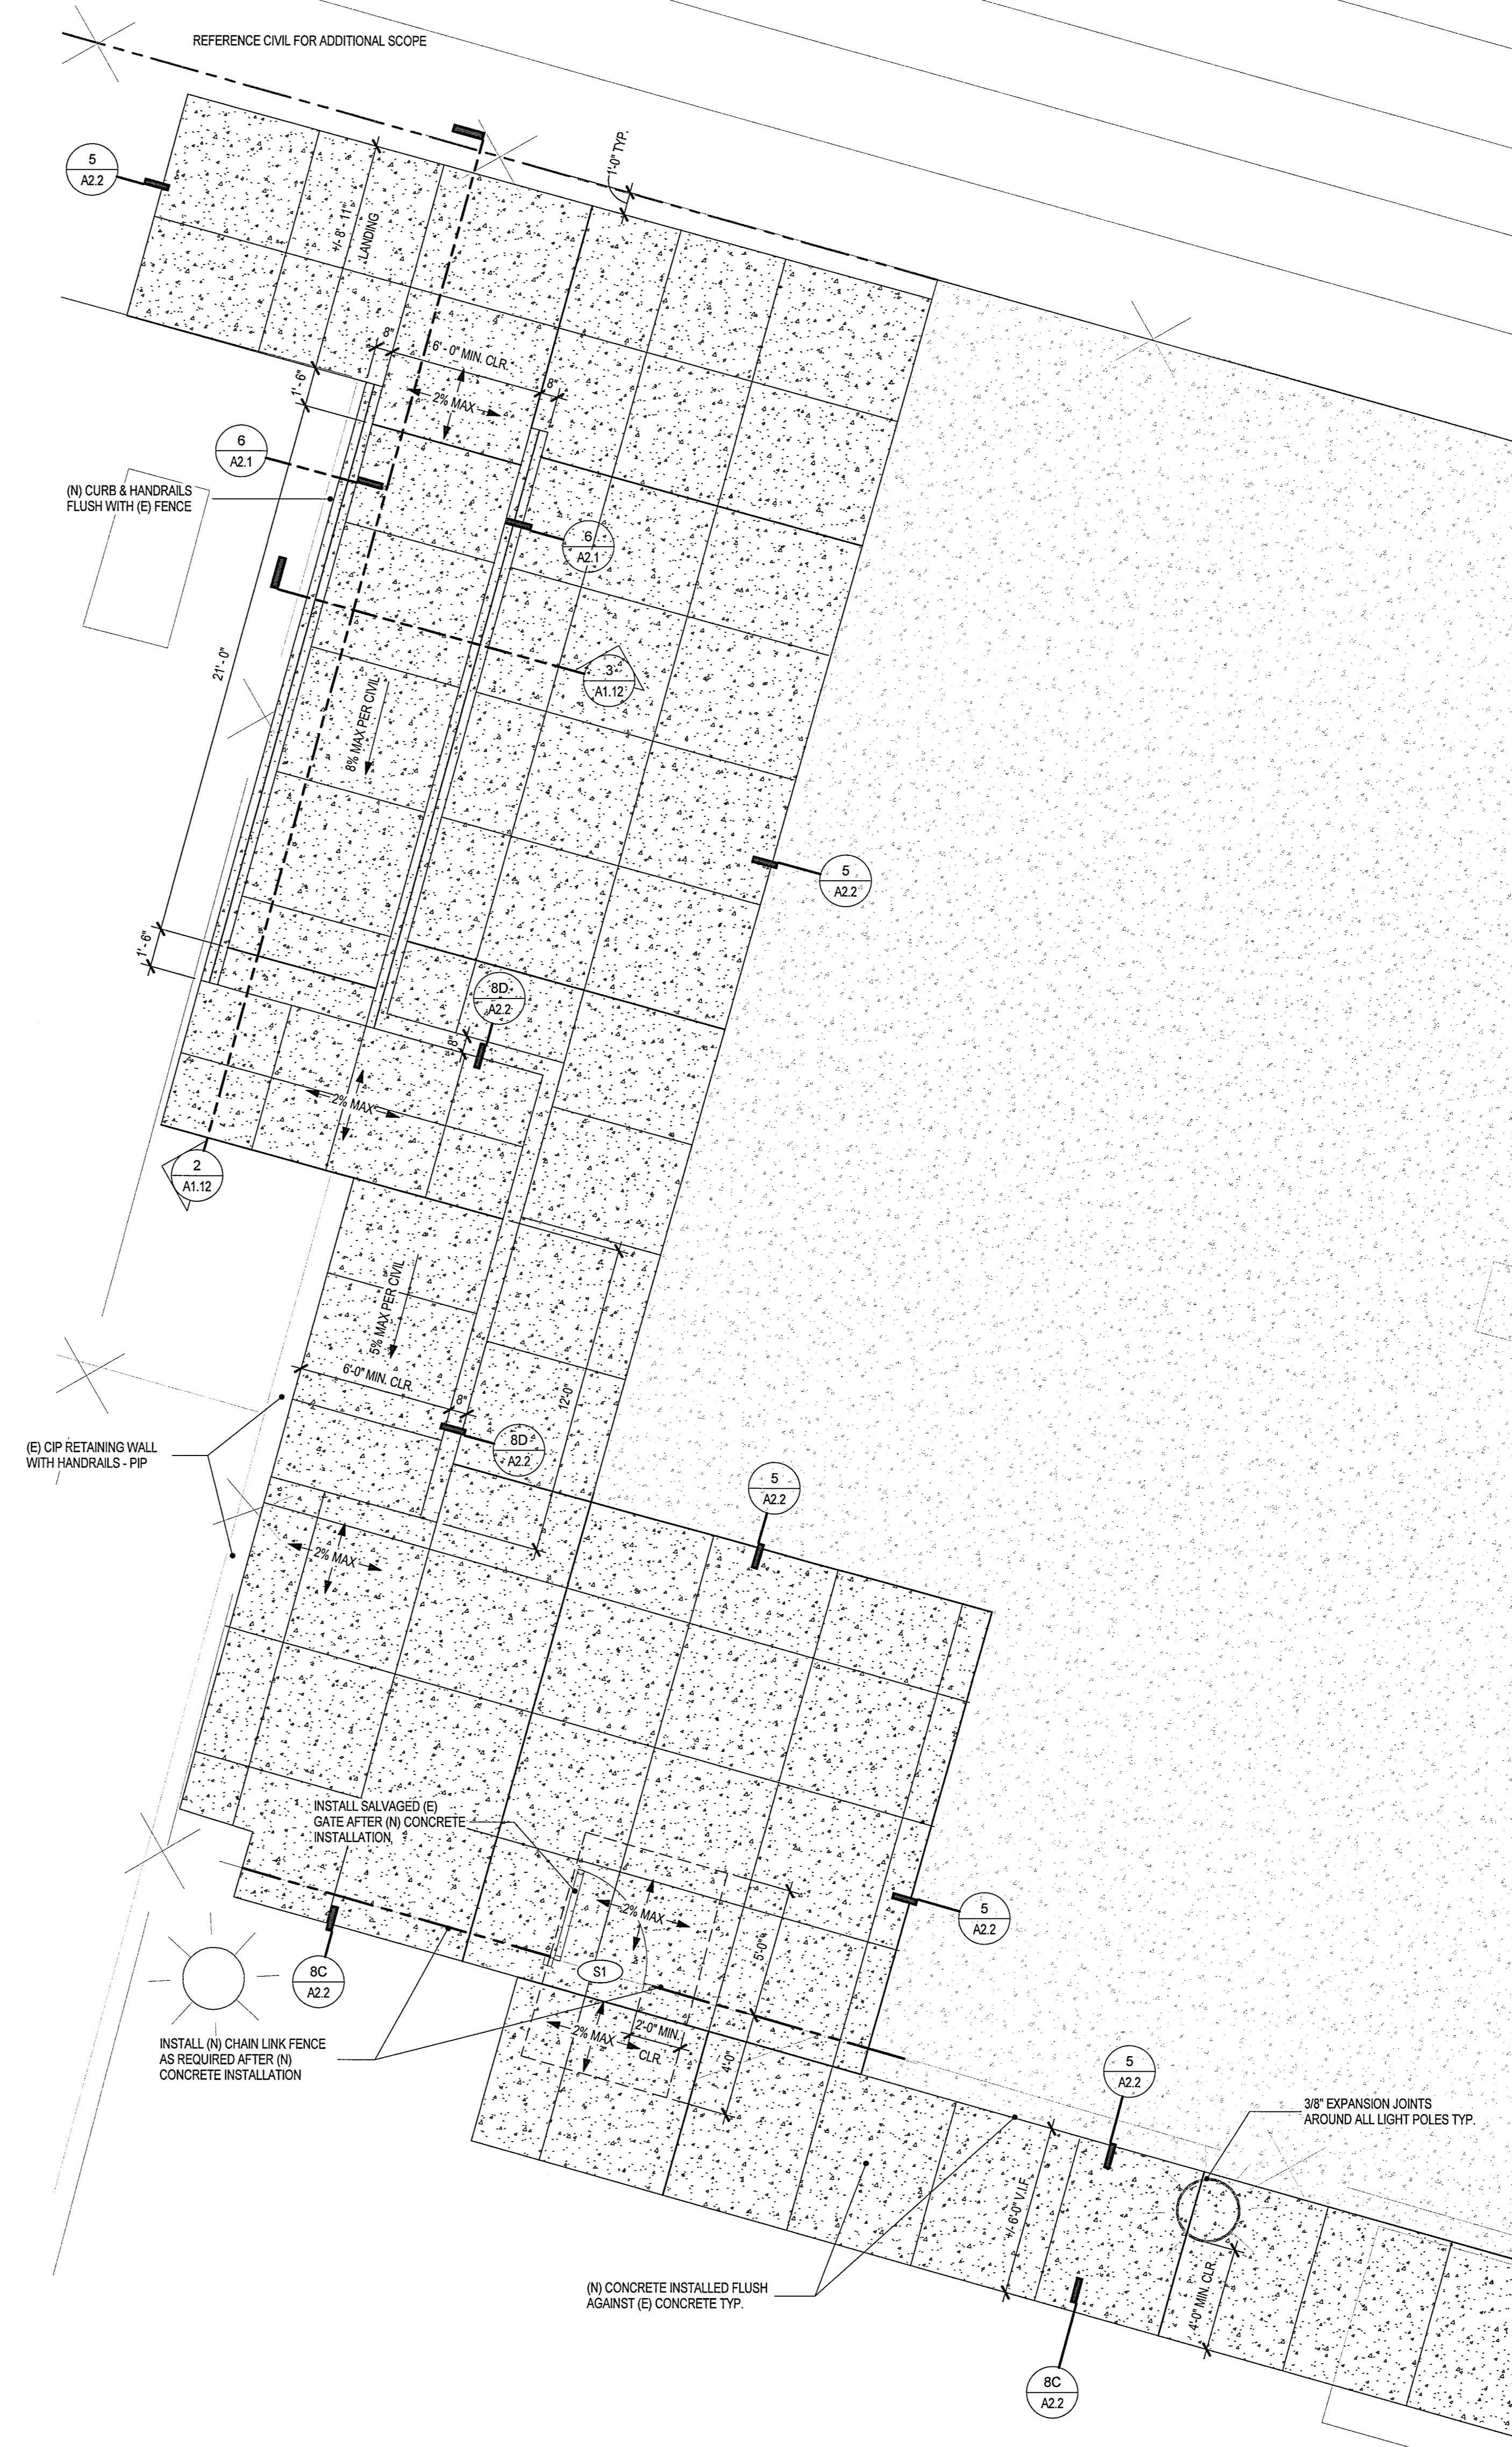 REFERENCE CIVIL FOR ADDITIONAL SCOPE
1'-0" TYP.
5
A2.2
+/- 8' - 11"
LANDING
8"
6' - 0" MIN. CLR.
8"
1'- 6"
2% MAX
6
A2.1
(N) CURB & HANDRAILS
FLUSH WITH (E) FENCE
6
A2.1
21' - 0"
3
A1.12
8% MAX PER CIVIL
5
A2.2
1'- 6"
8D
A2.2
8"
2% MAX
2
A1.12
5% MAX PER CIVIL
6'-0" MIN. CLR.
8"
12'-0"
(E) CIP RETAINING WALL
WITH HANDRAILS - PIP
8D
A2.2
5
A2.2
2% MAX
INSTALL SALVAGED (E)
GATE AFTER (N) CONCRETE
INSTALLATION
2% MAX
5'-0"
5
A2.2
S1
8C
A2.2
2% MAX
2'-0" MIN.
CLR.
4'-0"
INSTALL (N) CHAIN LINK FENCE
AS REQUIRED AFTER (N)
CONCRETE INSTALLATION
5
A2.2
3/8" EXPANSION JOINTS
AROUND ALL LIGHT POLES TYP.
+/- 6'-0" V.I.F.
4'-0" MIN. CLR.
(N) CONCRETE INSTALLED FLUSH
AGAINST (E) CONCRETE TYP.
8C
A2.2